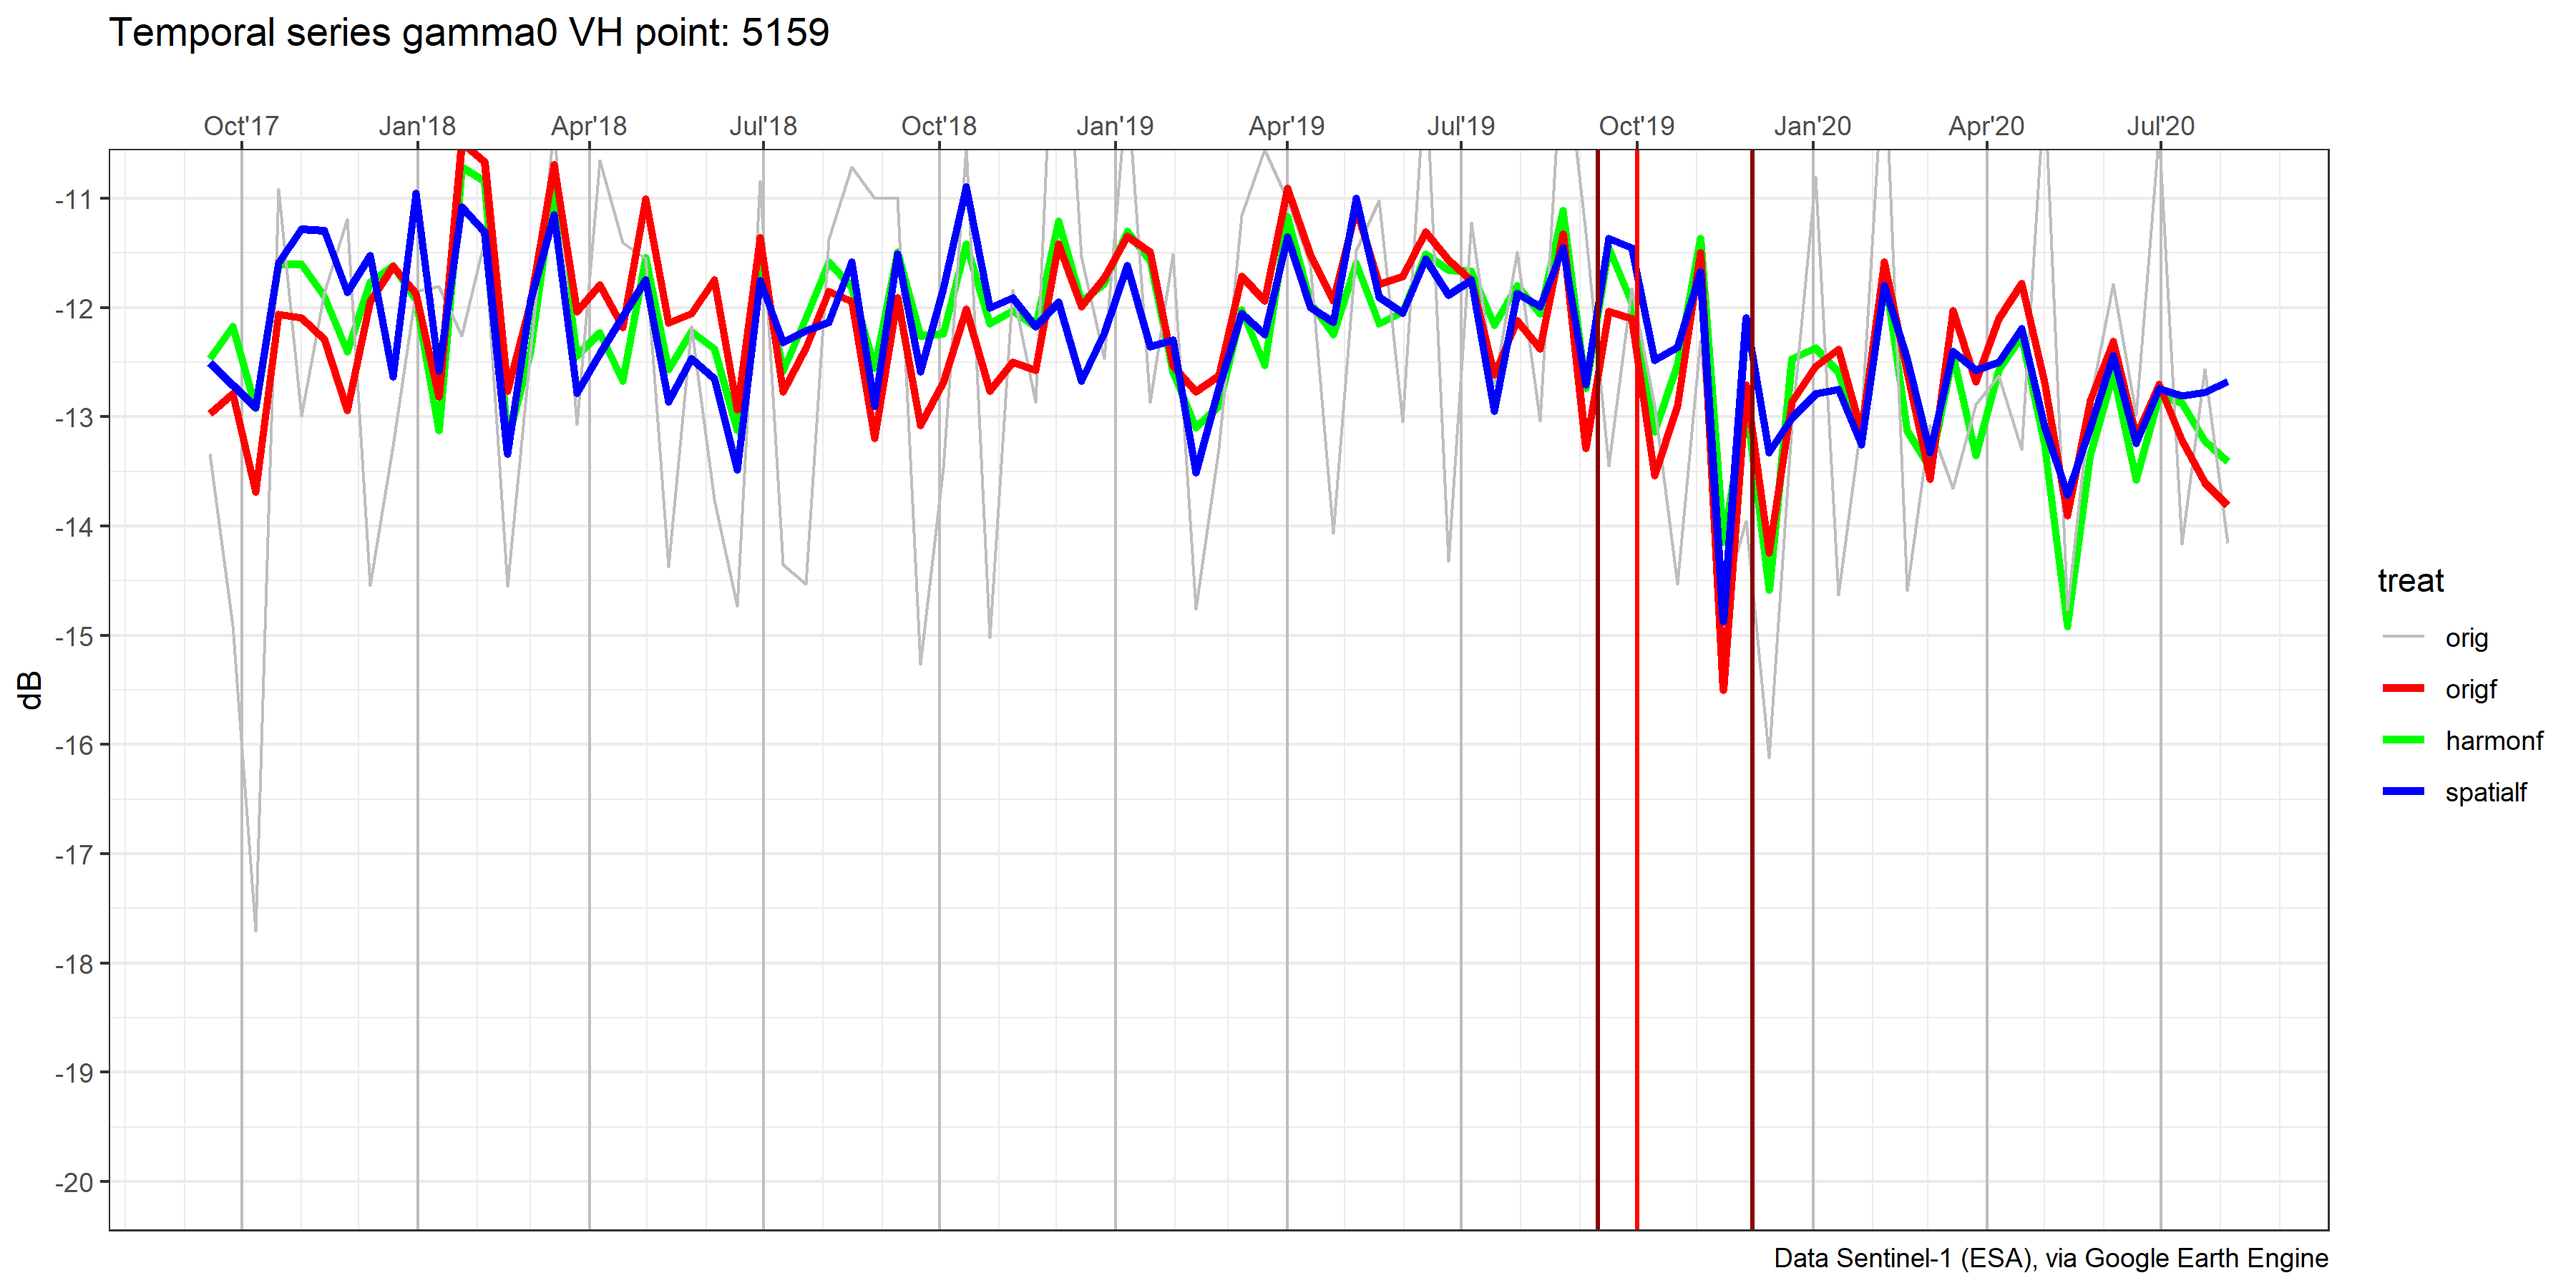 Temporal series gamma0 VH point: 5159
Oct'17 Jan'18 Apr'18 Jul'18 Oct'18 Jan'19 Apr'19 Jul'19 Oct'19 Jan'20 Apr'20 Jul'20
-11
-12
-13
-14
-15
-16
-17
-18
-19
-20
dB
treat
orig
origf
harmonf
spatialf
Data Sentinel-1 (ESA), via Google Earth Engine